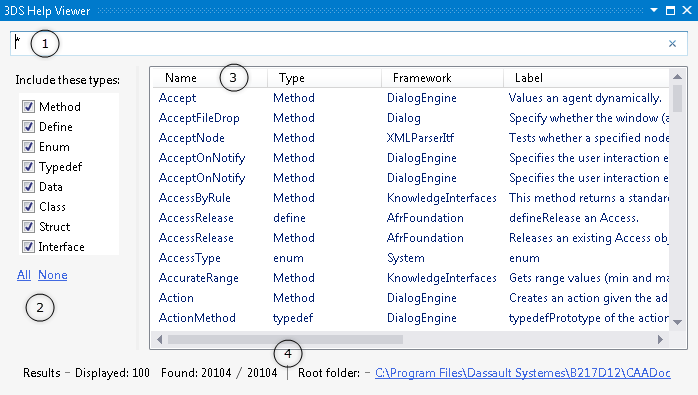 3DS Help Viewer
* 1
Include these types:
Method
Define
Enum
Typedef
Data
Class
Struct
Interface
All None
2
Name 3 Type Framework Label
Accept Method DialogEngine Values an agent dynamically.
AcceptFileDrop Method Dialog Specify whether the window (a
AcceptNode Method XMLParserItf Tests whether a specified node
AcceptOnNotify Method DialogEngine Specifies the user interaction e
AcceptOnNotify Method DialogEngine Specifies the user interaction e
AccessByRule Method KnowledgeInterfaces This method returns a standar
AccessRelease define AfrFoundation defineRelease an Access.
AccessRelease Method AfrFoundation Releases an existing Access obj
AccessType enum System enum
AccurateRange Method KnowledgeInterfaces Gets range values (min and ma
Action Method DialogEngine Creates an action given the ad
ActionMethod typedef DialogEngine typedefPrototype of the action
4
Results - Displayed: 100 Found: 20104 / 20104 Root folder: - C:\Program Files\Dassault Systemes\B217D12\CAADoc